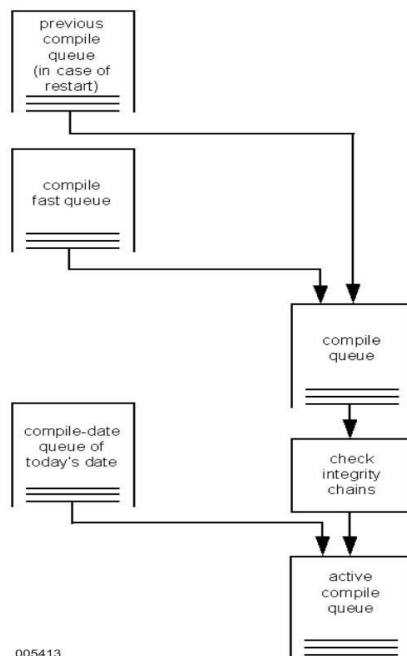 previous
compile
queue
(in case of
restart)
compile
fast queue
compile
queue
compile-date
queue of
today's date
check
integrity
chains
active
compile
queue
005413